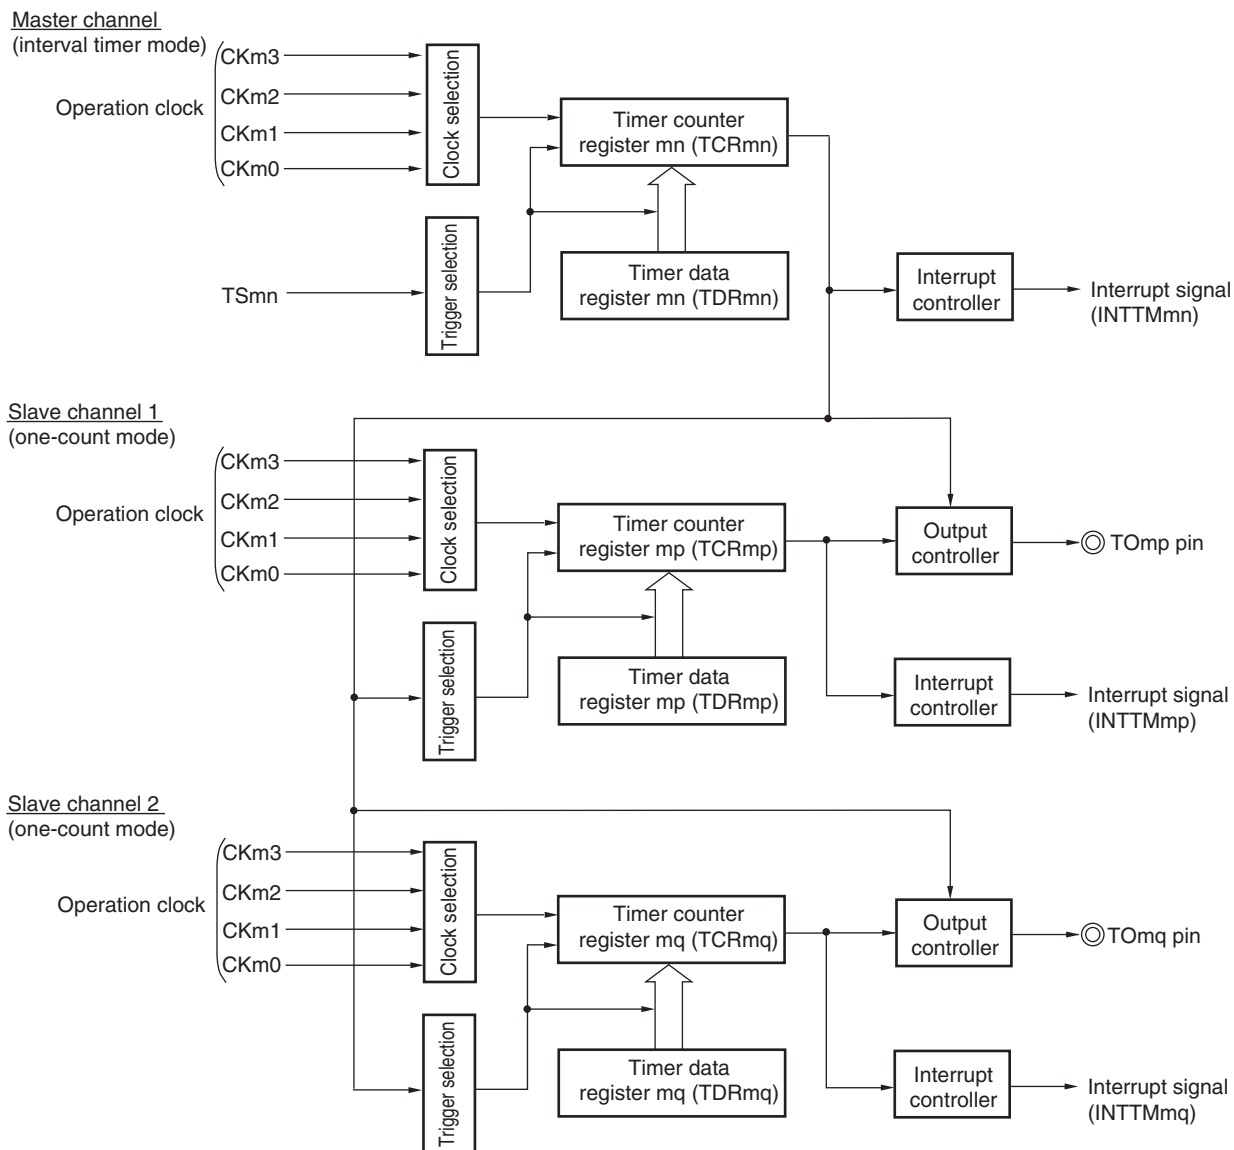 Master channel
(interval timer mode)
Operation clock
CKm3
CKm2
CKm1
CKm0
Clock selection
Timer counter
register mn (TCRmn)
TSmn
Trigger selection
Timer data
register mn (TDRmn)
Interrupt
controller
Interrupt signal
(INTTMmn)
Slave channel 1
(one-count mode)
Operation clock
CKm3
CKm2
CKm1
CKm0
Clock selection
Timer counter
register mp (TCRmp)
Output
controller
TOmp pin
Trigger selection
Timer data
register mp (TDRmp)
Interrupt
controller
Interrupt signal
(INTTMmp)
Slave channel 2
(one-count mode)
Operation clock
CKm3
CKm2
CKm1
CKm0
Clock selection
Timer counter
register mq (TCRmq)
Output
controller
TOmq pin
Trigger selection
Timer data
register mq (TDRmq)
Interrupt
controller
Interrupt signal
(INTTMmq)